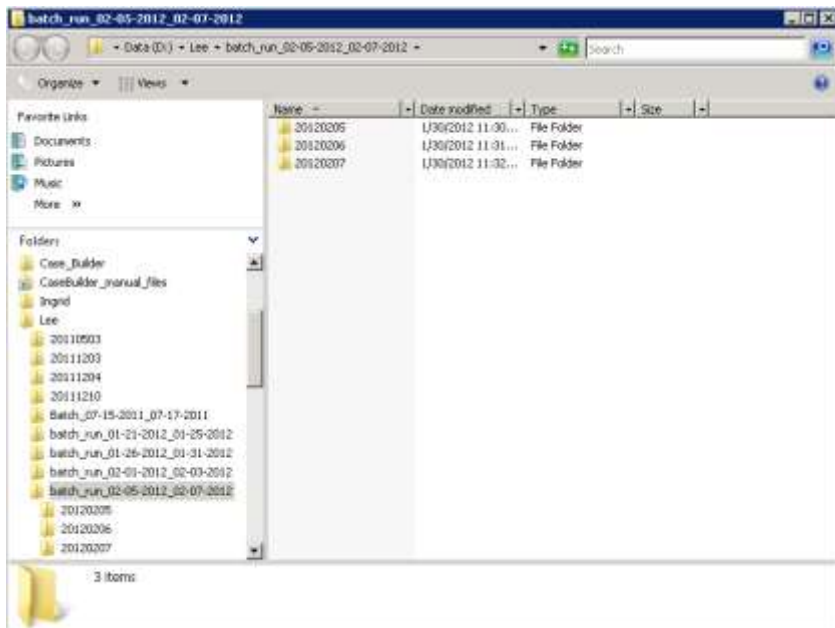 batch_run_02-05-2012_02-07-2012
Data (D:) Lee batch_run_02-05-2012_02-07-2012 Search
Organize Views
Favorite Links
Documents
Pictures
Music
More »
Name Date modified Type Size
20120205 1/30/2012 11:30... File Folder
20120206 1/30/2012 11:31... File Folder
20120207 1/30/2012 11:32... File Folder
Folders
Case_Builder
CaseBuilder_manual_files
Ingrid
Lee
20110503
20111203
20111204
20111210
Batch_07-15-2011_07-17-2011
batch_run_01-21-2012_01-25-2012
batch_run_01-26-2012_01-31-2012
batch_run_02-01-2012_02-03-2012
batch_run_02-05-2012_02-07-2012
20120205
20120206
20120207
3 items